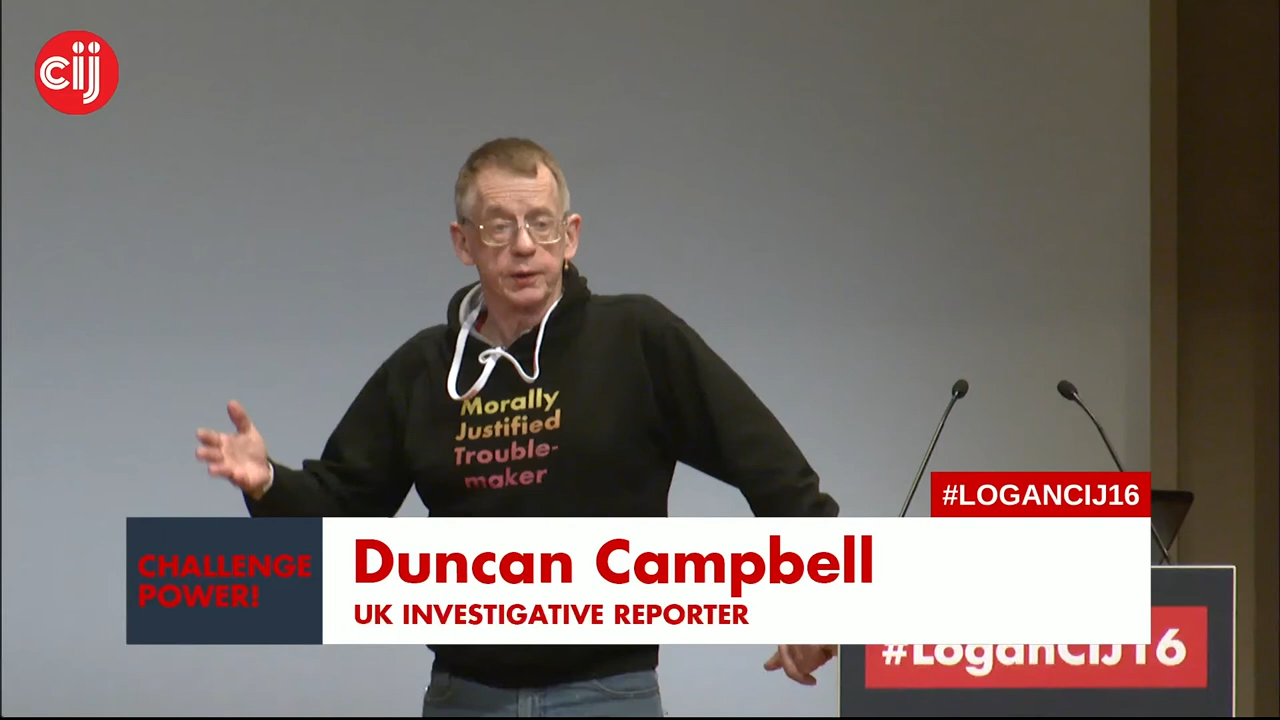 cij
Morally
Justified
Trouble-
maker
#LOGANCIJ16
CHALLENGE
POWER!
Duncan Campbell
UK INVESTIGATIVE REPORTER
#LoganCIJ16